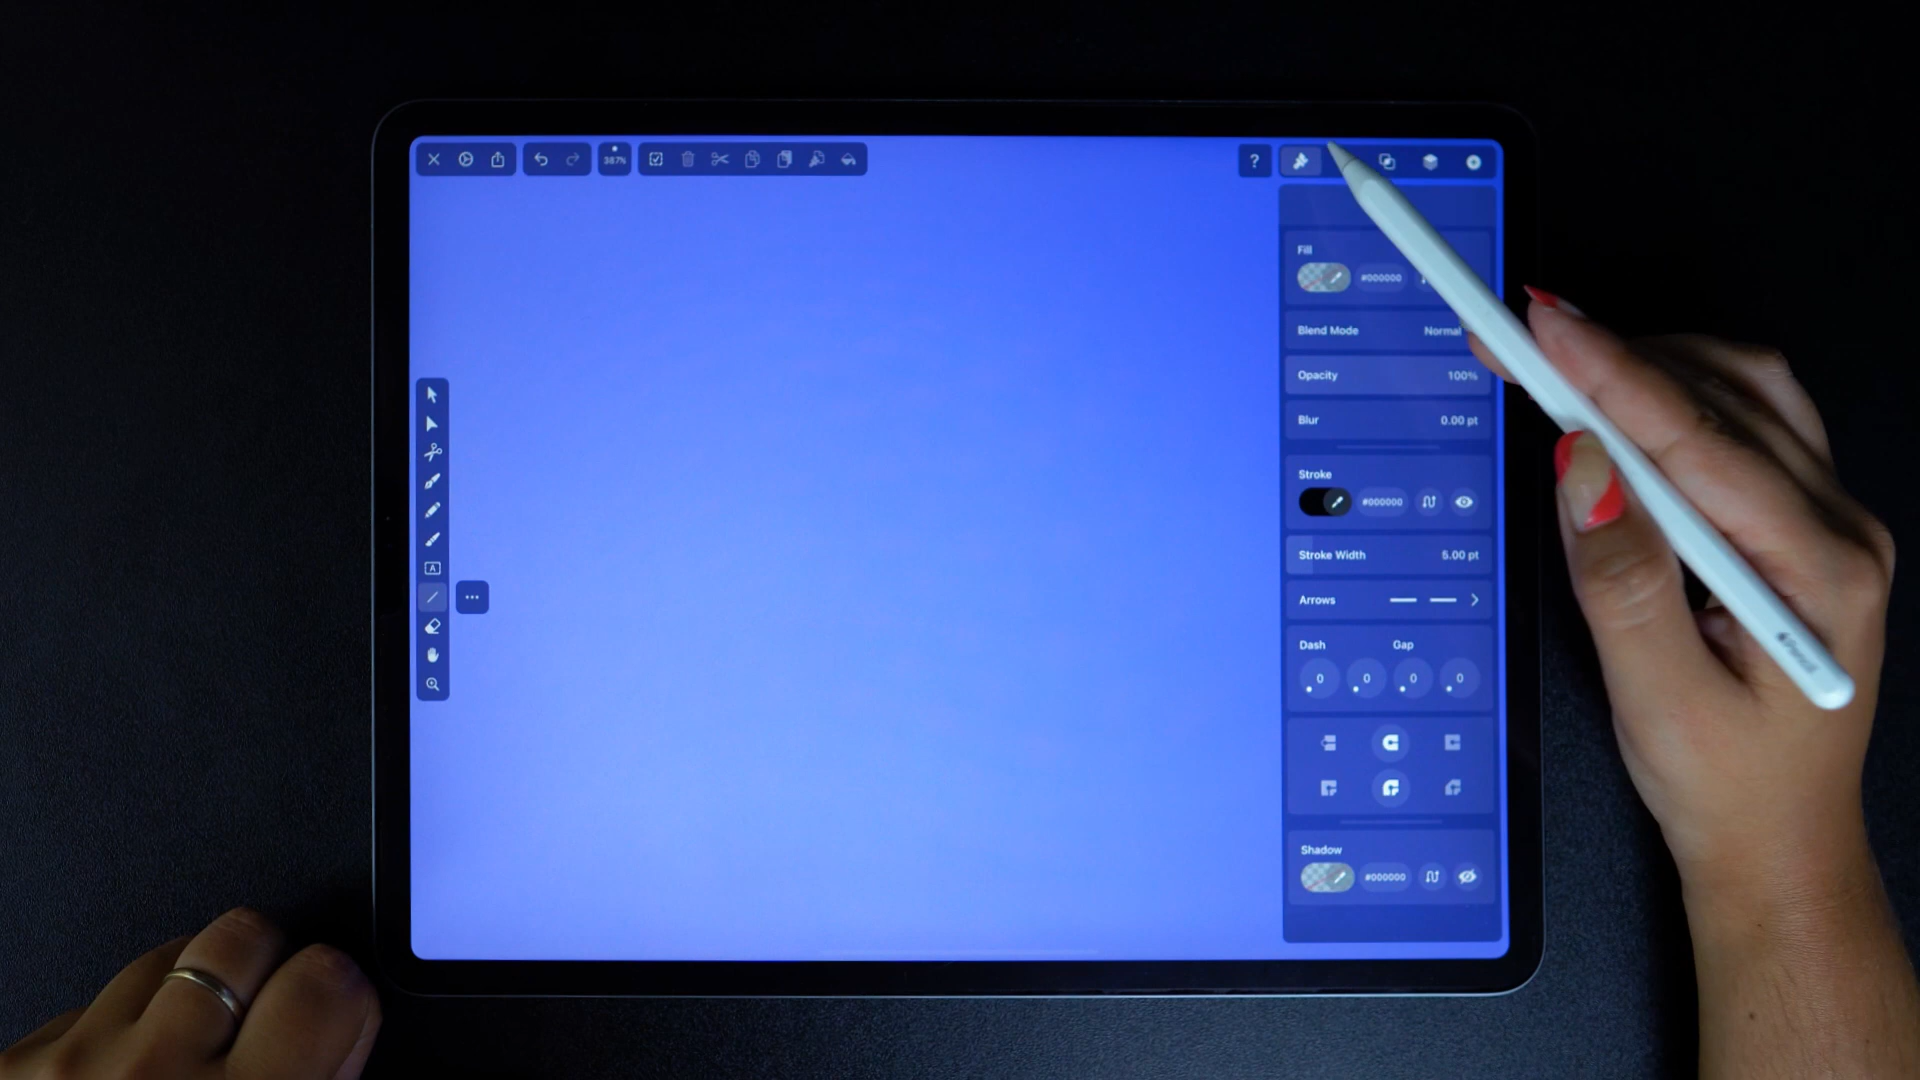 387%
?
Fill
#000000
Blend Mode Normal
Opacity 100%
Blur 0.00 pt
Stroke
#000000
Stroke Width 5.00 pt
Arrows
Dash Gap
0 0 0 0
Shadow
#000000
A
Pencil